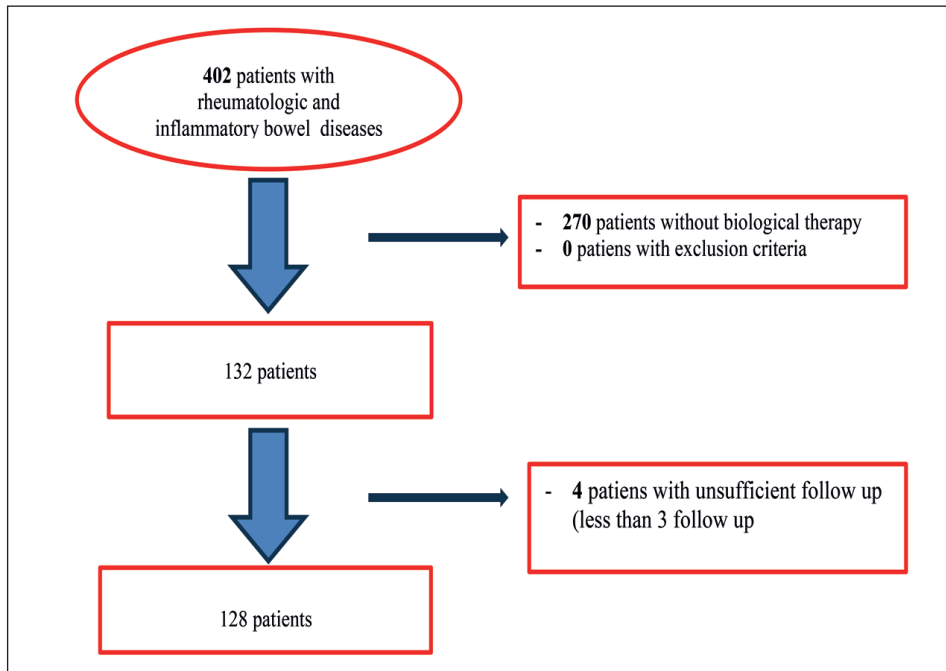 402 patients with
rheumatologic and
inflammatory bowel diseases
- 270 patients without biological therapy
- 0 patiens with exclusion criteria
132 patients
- 4 patiens with unsufficient follow up
(less than 3 follow up
128 patients